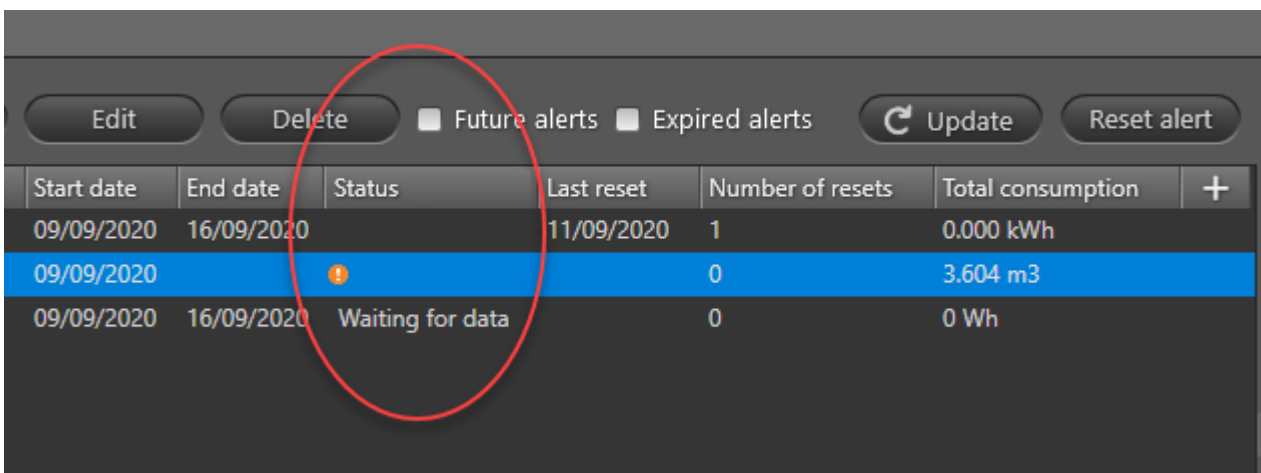 Edit Delete Future alerts Expired alerts Update Reset alert
Start date End date Status Last reset Number of resets Total consumption +
09/09/2020 16/09/2020 11/09/2020 1 0.000 kWh
09/09/2020 0 3.604 m3
09/09/2020 16/09/2020 Waiting for data 0 0 Wh